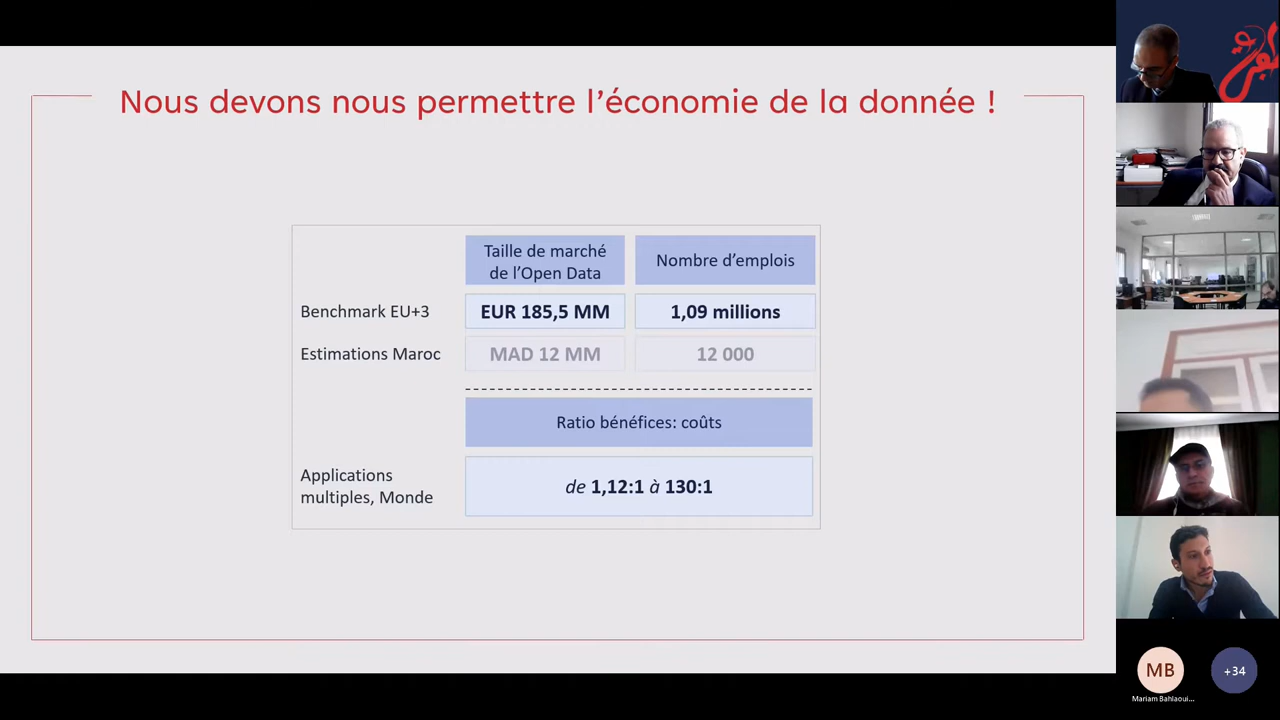 Nous devons nous permettre l’économie de la donnée !
Taille de marché
de l’Open Data
Nombre d’emplois
Benchmark EU+3
EUR 185,5 MM
1,09 millions
Estimations Maroc
MAD 12 MM
12 000
Ratio bénéfices: coûts
Applications
multiples, Monde
de 1,12:1 à 130:1
MB
+34
Mariam Bahlaoui...